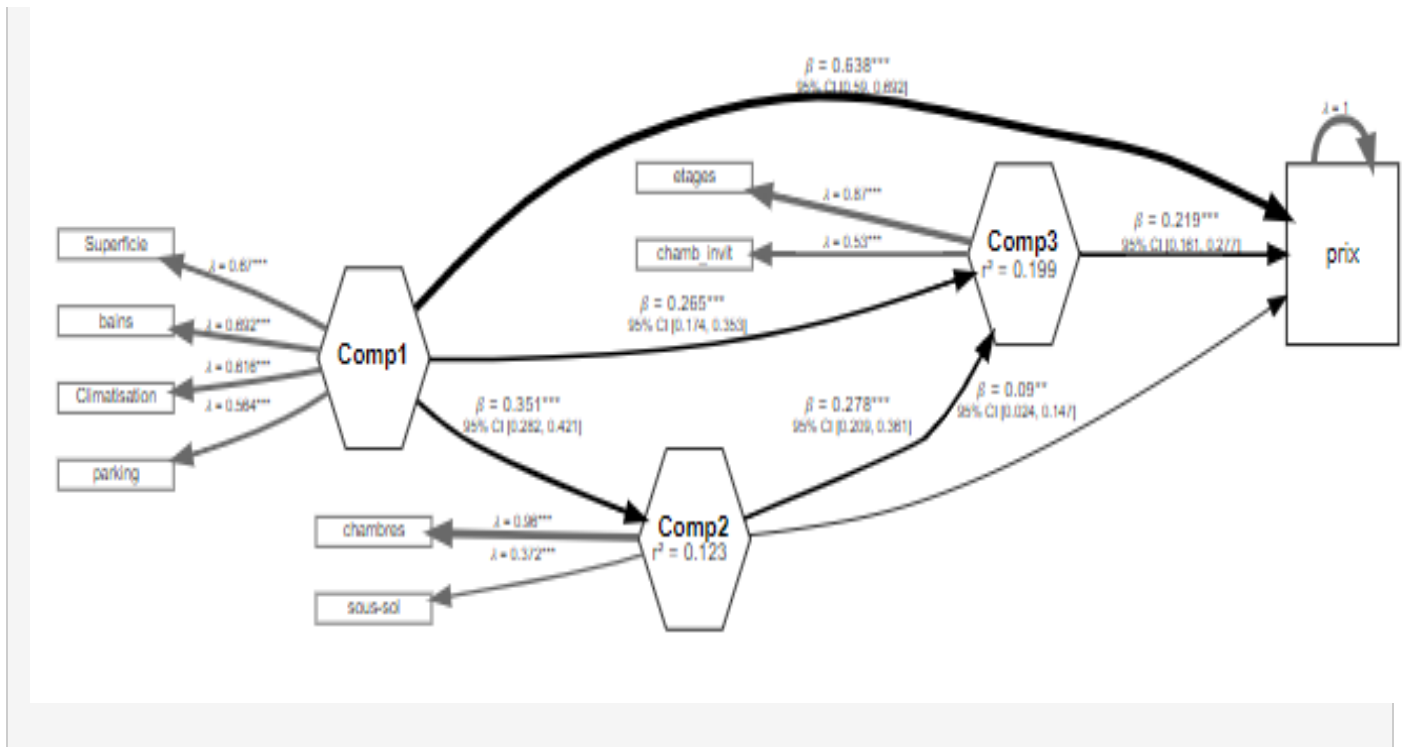 β = 0.638***
95% CI [0.59, 0.692]
λ = 1
etages
λ = 0.87***
chamb_invit
λ = 0.53***
Comp3
r² = 0.199
β = 0.219***
95% CI [0.161, 0.277]
prix
Superficie
λ = 0.67***
bains
λ = 0.692***
Climatisation
λ = 0.616***
parking
λ = 0.564***
Comp1
β = 0.265***
95% CI [0.174, 0.353]
β = 0.351***
95% CI [0.282, 0.421]
β = 0.278***
95% CI [0.209, 0.361]
β = 0.09**
95% CI [0.024, 0.147]
chambres
λ = 0.96***
sous-sol
λ = 0.372***
Comp2
r² = 0.123